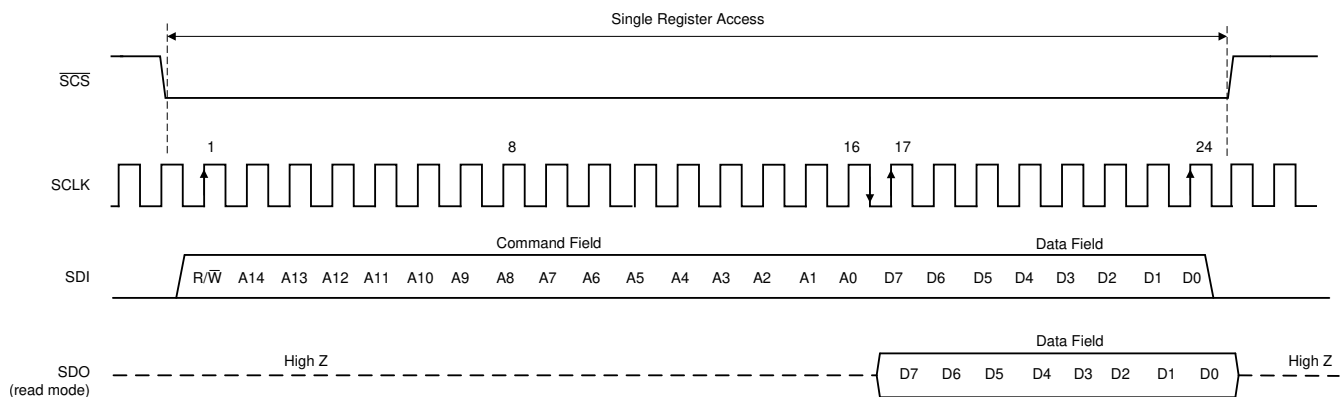 Single Register Access
SCS
1 8 16 17 24
SCLK
Command Field Data Field
SDI R/W A14 A13 A12 A11 A10 A9 A8 A7 A6 A5 A4 A3 A2 A1 A0 D7 D6 D5 D4 D3 D2 D1 D0
Data Field
High Z High Z
SDO D7 D6 D5 D4 D3 D2 D1 D0
(read mode)